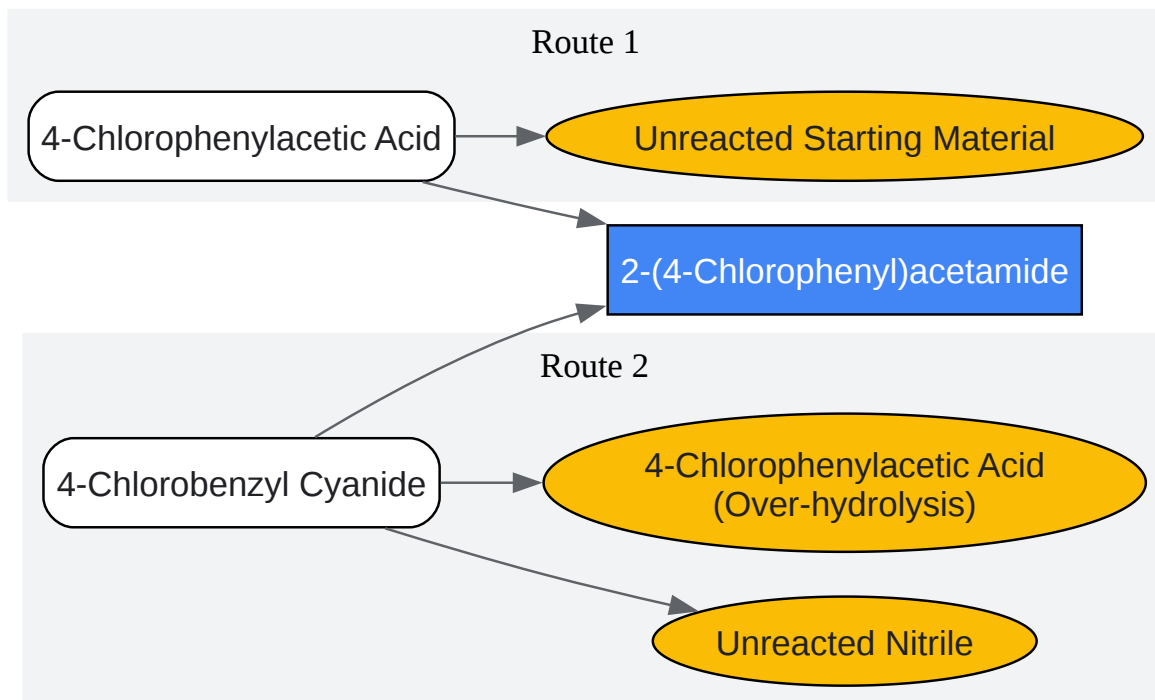 Route 1
4-Chlorophenylacetic Acid
Unreacted Starting Material
2-(4-Chlorophenyl)acetamide
Route 2
4-Chlorobenzyl Cyanide
4-Chlorophenylacetic Acid
(Over-hydrolysis)
Unreacted Nitrile